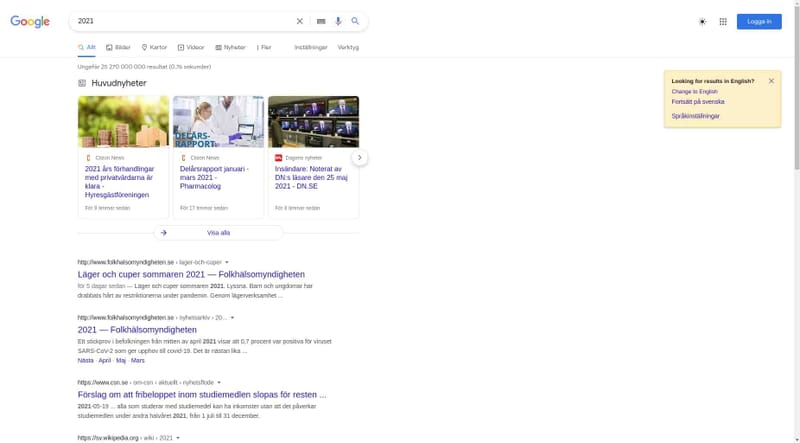 Google
2021
Logga in
Allt
Bilder
Kartor
Videor
Nyheter
Fler
Inställningar
Verktyg
Ungefär 25 270 000 000 resultat (0,76 sekunder)
Looking for results in English?
Change to English
Fortsätt på svenska
Språkinställningar
Huvudnyheter
DELÅRS-
RAPPORT
Cision News
2021 års förhandlingar
med privatvärdarna är
klara -
Hyresgästföreningen
För 9 timmar sedan
Cision News
Delårsrapport januari -
mars 2021 -
Pharmacolog
För 17 timmar sedan
Dagens nyheter
Insändare: Noterat av
DN:s läsare den 25 maj
2021 - DN.SE
För 8 timmar sedan
Visa alla
http://www.folkhalsomyndigheten.se › lager-och-cuper
Läger och cuper sommaren 2021 — Folkhälsomyndigheten
för 5 dagar sedan — Läger och cuper sommaren 2021. Lyssna. Barn och ungdomar har
drabbats hårt av restriktionerna under pandemin. Genom lägerverksamhet ...
http://www.folkhalsomyndigheten.se › nyhetsarkiv › 20...
2021 — Folkhälsomyndigheten
Ett stickprov i befolkningen från mitten av april 2021 visar att 0,7 procent var positiva för viruset
SARS-CoV-2 som ger upphov till covid-19. Det är nästan lika ...
Nästa · April · Maj · Mars
https://www.csn.se › om-csn › aktuellt › nyhetsflode
Förslag om att fribeloppet inom studiemedlen slopas för resten ...
2021-05-19 ... alla som studerar med studiemedel kan ha inkomster utan att det påverkar
studiemedlen under andra halvåret 2021, från 1 juli till 31 december.
https://sv.wikipedia.org › wiki › 2021